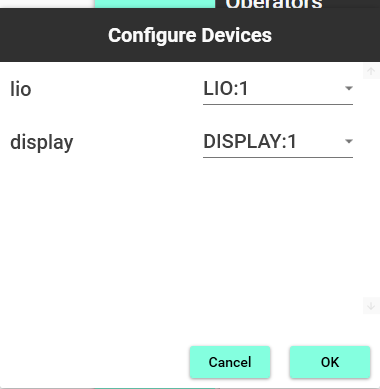 Operators
Configure Devices
lio LIO:1
display DISPLAY:1
Cancel OK